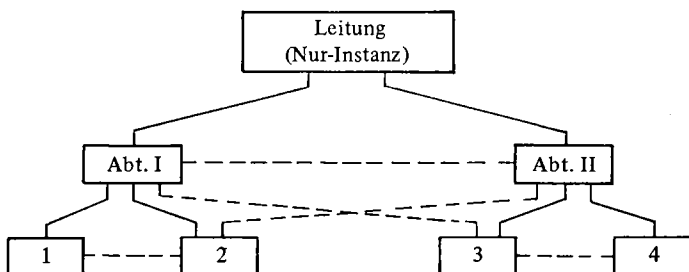 Leitung
(Nur-Instanz)
Abt. I
Abt. II
1
2
3
4